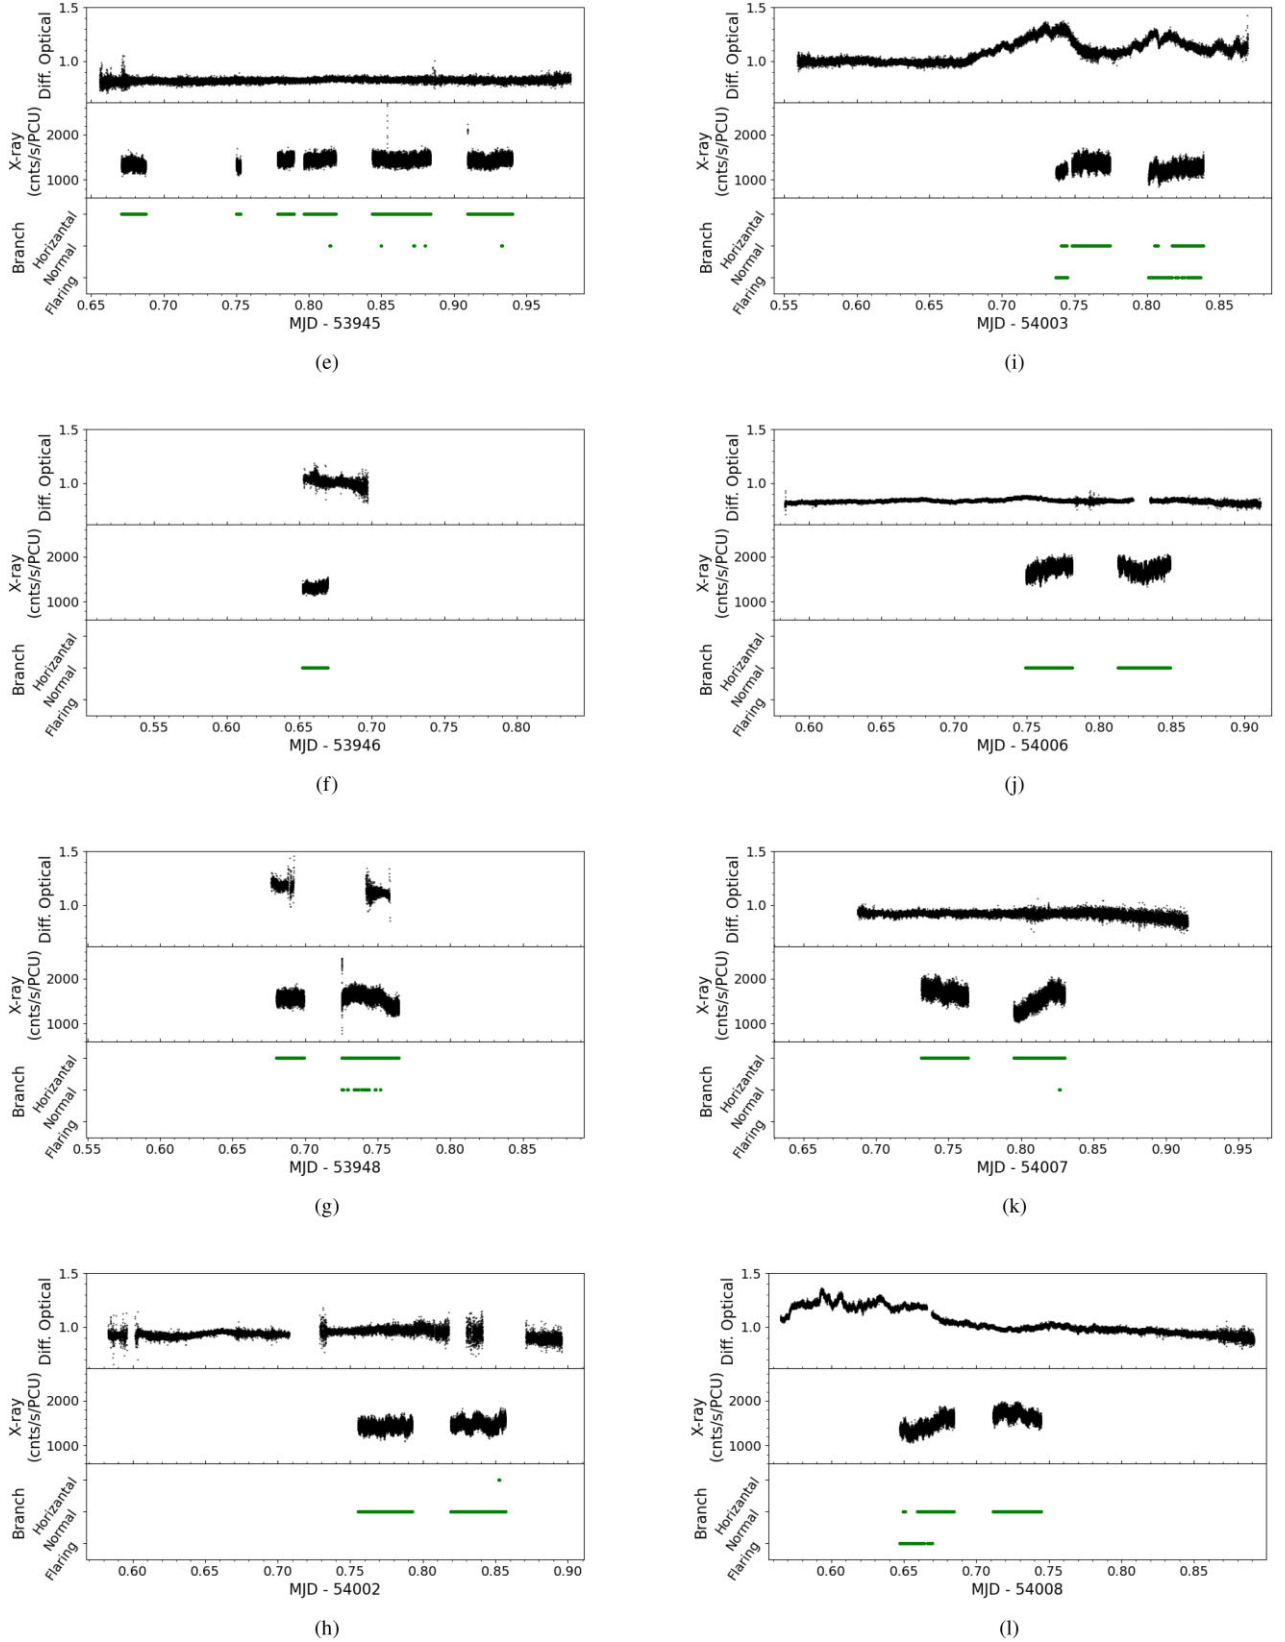 1.5
1.0
Diff. Optical
2000
1000
X-ray
(cnts/s/PCU)
Branch
Horizantal
Normal
Flaring
0.65 0.70 0.75 0.80 0.85 0.90 0.95
MJD - 53945
(e)
1.5
1.0
Diff. Optical
2000
1000
X-ray
(cnts/s/PCU)
Branch
Horizantal
Normal
Flaring
0.55 0.60 0.65 0.70 0.75 0.80 0.85
MJD - 54003
(i)
1.5
1.0
Diff. Optical
2000
1000
X-ray
(cnts/s/PCU)
Branch
Horizantal
Normal
Flaring
0.55 0.60 0.65 0.70 0.75 0.80
MJD - 53946
(f)
1.5
1.0
Diff. Optical
2000
1000
X-ray
(cnts/s/PCU)
Branch
Horizantal
Normal
Flaring
0.60 0.65 0.70 0.75 0.80 0.85 0.90
MJD - 54006
(j)
1.5
1.0
Diff. Optical
2000
1000
X-ray
(cnts/s/PCU)
Branch
Horizantal
Normal
Flaring
0.55 0.60 0.65 0.70 0.75 0.80 0.85
MJD - 53948
(g)
1.5
1.0
Diff. Optical
2000
1000
X-ray
(cnts/s/PCU)
Branch
Horizantal
Normal
Flaring
0.65 0.70 0.75 0.80 0.85 0.90 0.95
MJD - 54007
(k)
1.5
1.0
Diff. Optical
2000
1000
X-ray
(cnts/s/PCU)
Branch
Horizantal
Normal
Flaring
0.60 0.65 0.70 0.75 0.80 0.85 0.90
MJD - 54002
(h)
1.5
1.0
Diff. Optical
2000
1000
X-ray
(cnts/s/PCU)
Branch
Horizantal
Normal
Flaring
0.60 0.65 0.70 0.75 0.80 0.85
MJD - 54008
(l)